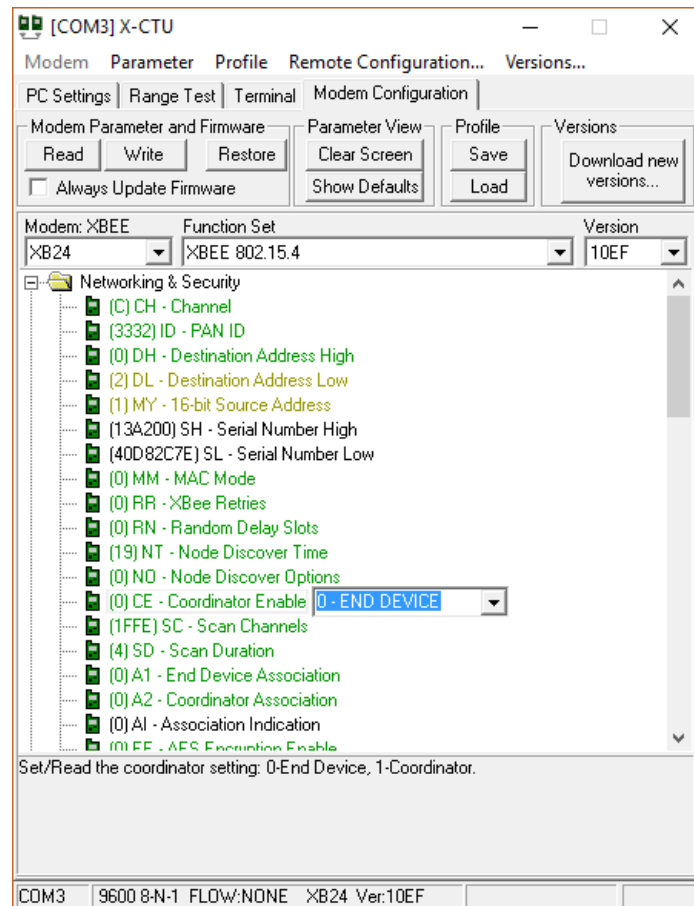 [COM3] X-CTU
Modem Parameter Profile Remote Configuration... Versions...
PC Settings Range Test Terminal Modem Configuration
Modem Parameter and Firmware Parameter View Profile Versions
Read Write Restore Clear Screen Save Download new versions...
Always Update Firmware Show Defaults Load
Modem: XBEE Function Set Version
XB24 XBEE 802.15.4 10EF
Networking & Security
(C) CH - Channel
(3332) ID - PAN ID
(0) DH - Destination Address High
(2) DL - Destination Address Low
(1) MY - 16-bit Source Address
(13A200) SH - Serial Number High
(40D82C7E) SL - Serial Number Low
(0) MM - MAC Mode
(0) RR - XBee Retries
(0) RN - Random Delay Slots
(19) NT - Node Discover Time
(0) NO - Node Discover Options
(0) CE - Coordinator Enable 0 - END DEVICE
(1FFE) SC - Scan Channels
(4) SD - Scan Duration
(0) A1 - End Device Association
(0) A2 - Coordinator Association
(0) AI - Association Indication
(0) EE - AES Encryption Enable
Set/Read the coordinator setting: 0-End Device, 1-Coordinator.
COM3 9600 8-N-1 FLOW:NONE XB24 Ver:10EF